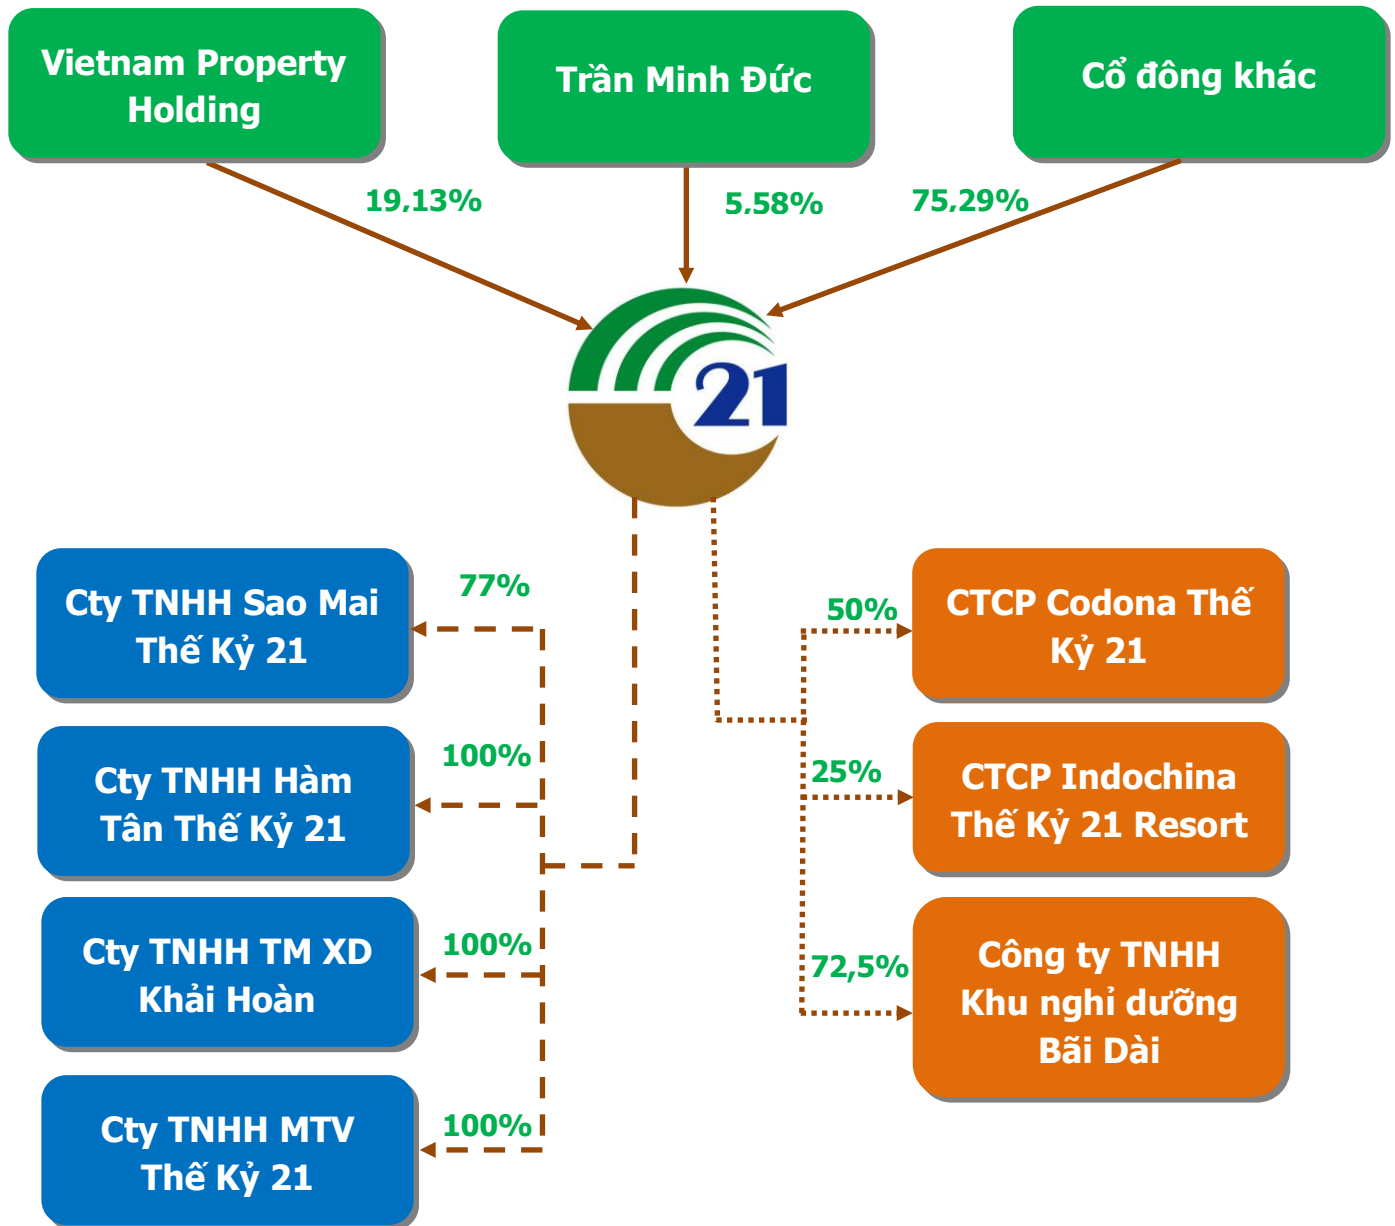 Vietnam Property
Holding
Trần Minh Đức
Cổ đông khác
19,13%
5,58%
75,29%
21
Cty TNHH Sao Mai
Thế Kỷ 21
77%
50%
CTCP Codona Thế
Kỷ 21
Cty TNHH Hàm
Tân Thế Kỷ 21
100%
25%
CTCP Indochina
Thế Kỷ 21 Resort
Cty TNHH TM XD
Khải Hoàn
100%
72,5%
Công ty TNHH
Khu nghỉ dưỡng
Bãi Dài
Cty TNHH MTV
Thế Kỷ 21
100%